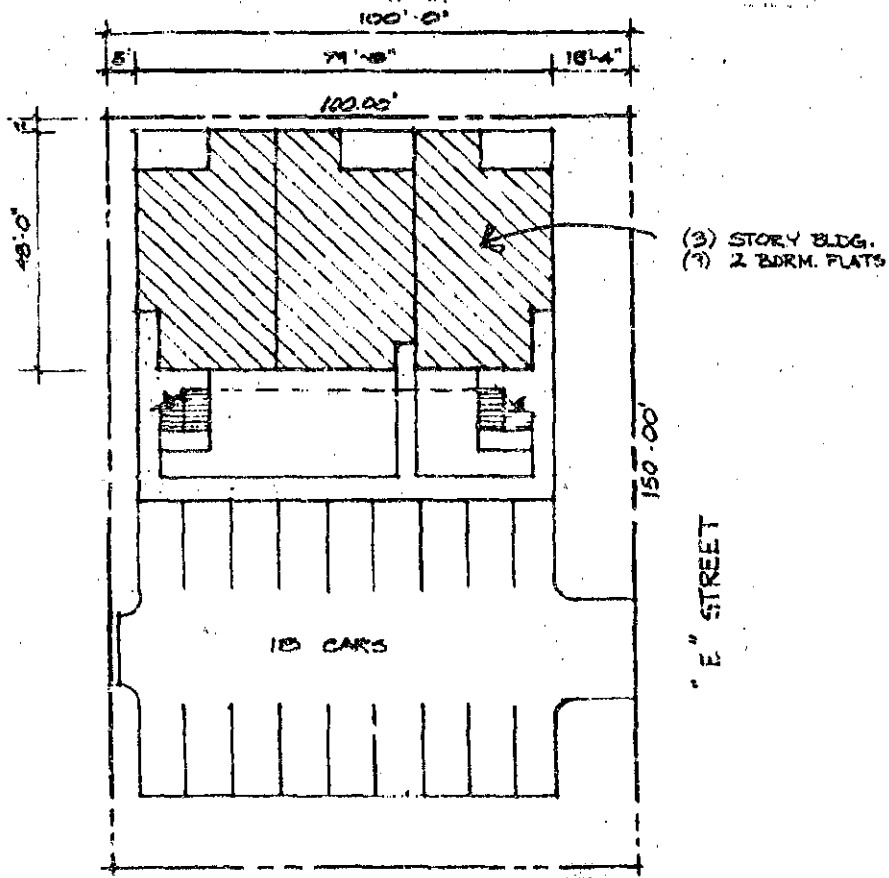 100'-0"
5'
18'-4"
100.00'
48'-0"
(3) STORY BLDG.
2 BDRM. FLATS
150.00'
"E" STREET
18 CARS